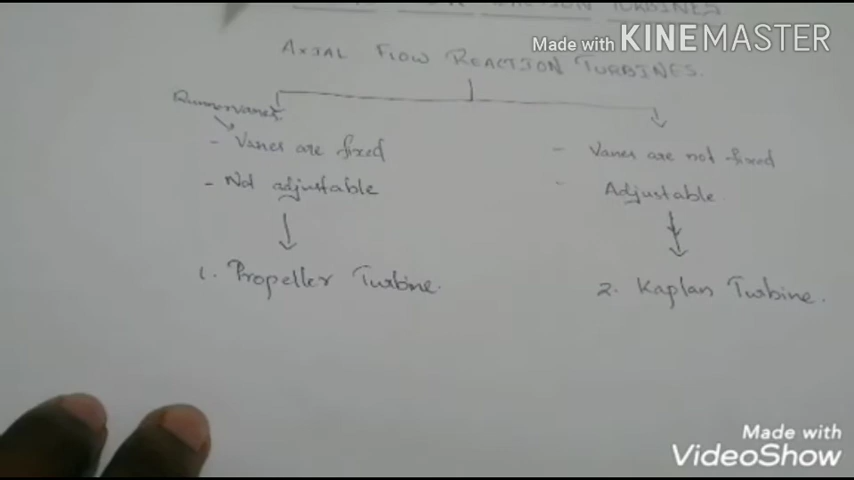 TURBINES
Made with KINEMASTER
AXIAL FLOW REACTION TURBINES.
- Vanes are fixed
- Not adjustable
1. Propeller Turbine.
- Vanes are not fixed
- Adjustable
2. Kaplan Turbine.
Made with
VideoShow